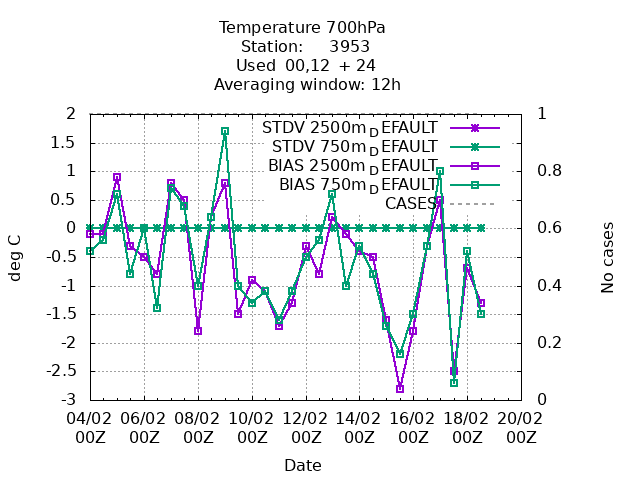 Temperature 700hPa
Station: 3953
Used 00,12 + 24
Averaging window: 12h
STDV 2500m_DEFAULT
STDV 750m_DEFAULT
BIAS 2500m_DEFAULT
BIAS 750m_DEFAULT
CASES
2
1.5
1
0.5
0
-0.5
-1
-1.5
-2
-2.5
-3
deg C
1
0.8
0.6
0.4
0.2
0
No cases
04/02 06/02 08/02 10/02 12/02 14/02 16/02 18/02 20/02
00Z 00Z 00Z 00Z 00Z 00Z 00Z 00Z 00Z
Date